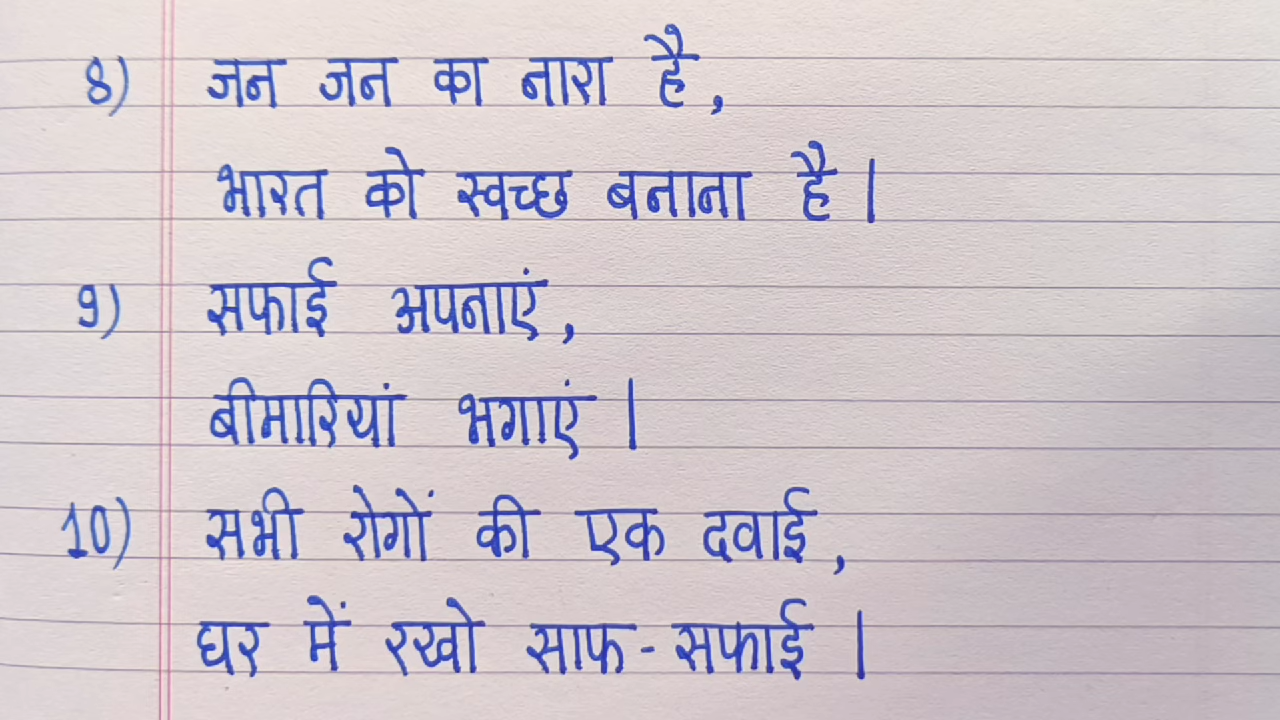 8) जन जन का नारा है,
भारत को स्वच्छ बनाना है।
9) सफाई अपनाएं,
बीमारियां भगाएं।
10) सभी रोगों की एक दवाई,
घर में रखो साफ-सफाई।